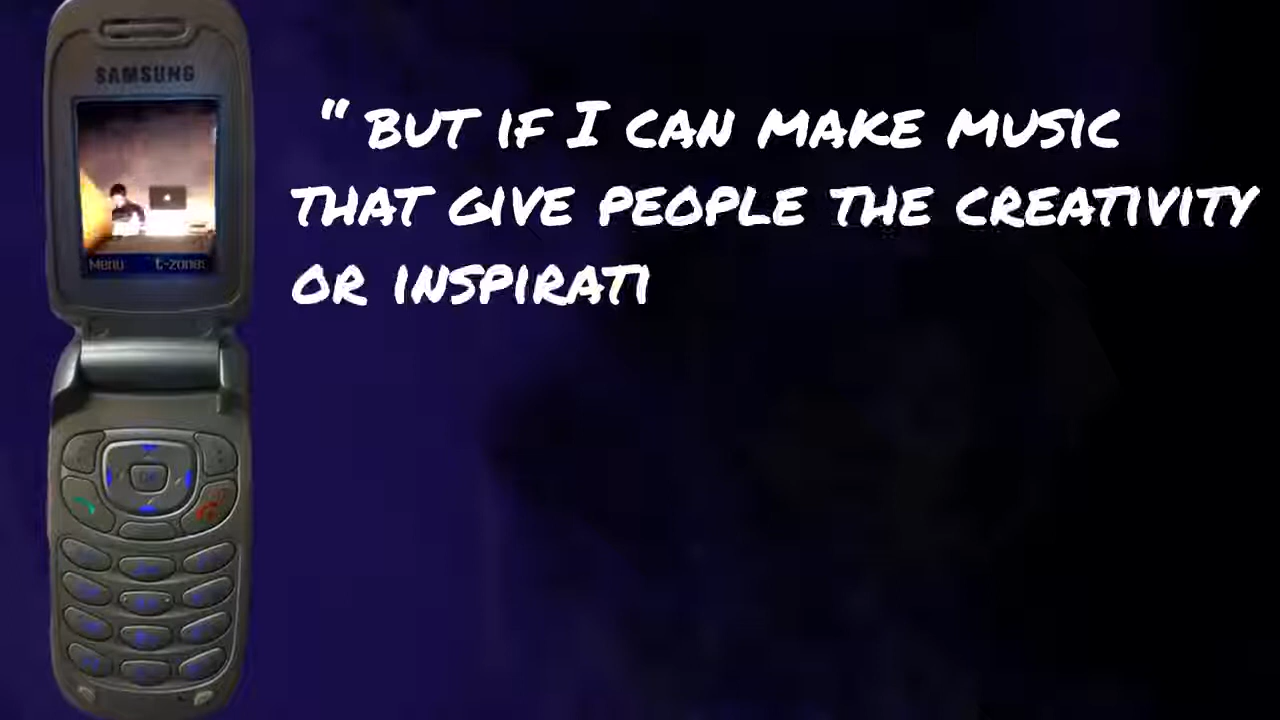 SAMSUNG
Menu t-zones
" BUT IF I CAN MAKE MUSIC
THAT GIVE PEOPLE THE CREATIVITY
OR INSPIRATI